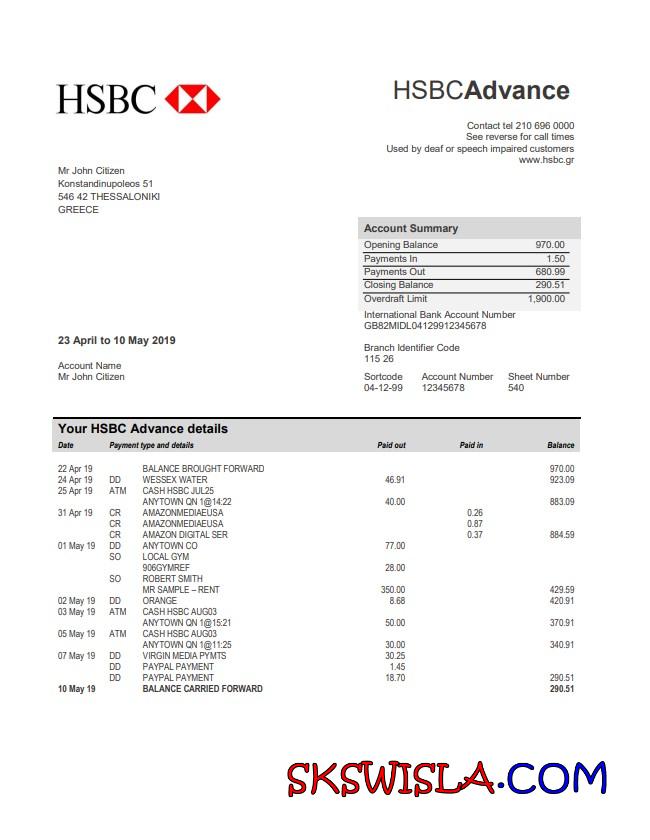 HSBC
HSBCAdvance
Contact tel 210 696 0000
See reverse for call times
Used by deaf or speech impaired customers
www.hsbc.gr
Mr John Citizen
Konstandinupoleos 51
546 42 THESSALONIKI
GREECE
Account Summary
Opening Balance 970.00
Payments In 1.50
Payments Out 680.99
Closing Balance 290.51
Overdraft Limit 1,900.00
International Bank Account Number
GB82MIDL04129912345678
23 April to 10 May 2019
Branch Identifier Code
115 26
Account Name
Mr John Citizen
Sortcode Account Number Sheet Number
04-12-99 12345678 540
Your HSBC Advance details
Date Payment type and details Paid out Paid in Balance
22 Apr 19 BALANCE BROUGHT FORWARD 970.00
24 Apr 19 DD WESSEX WATER 46.91 923.09
25 Apr 19 ATM CASH HSBC JUL25
ANYTOWN QN 1@14:22 40.00 883.09
31 Apr 19 CR AMAZONMEDIAEUSA 0.26
CR AMAZONMEDIAEUSA 0.87
CR AMAZON DIGITAL SER 0.37 884.59
01 May 19 DD ANYTOWN CO 77.00
SO LOCAL GYM
906GYMREF 28.00
SO ROBERT SMITH
MR SAMPLE – RENT 350.00 429.59
02 May 19 DD ORANGE 8.68 420.91
03 May 19 ATM CASH HSBC AUG03
ANYTOWN QN 1@15:21 50.00 370.91
05 May 19 ATM CASH HSBC AUG03
ANYTOWN QN 1@11:25 30.00 340.91
07 May 19 DD VIRGIN MEDIA PYMTS 30.25
DD PAYPAL PAYMENT 1.45
DD PAYPAL PAYMENT 18.70 290.51
10 May 19 BALANCE CARRIED FORWARD 290.51
SKSWISLA.COM